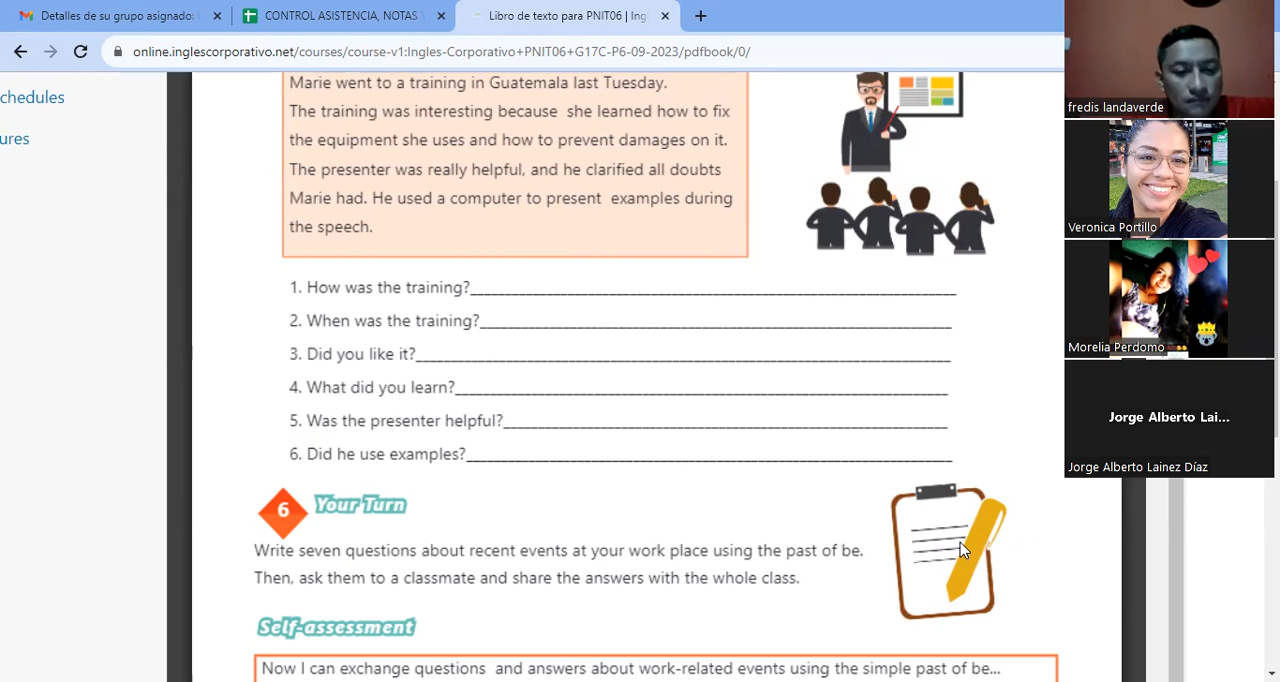 Detalles de su grupo asignado:
CONTROL ASISTENCIA, NOTAS
Libro de texto para PNIT06 | Ing
online.inglescorporativo.net/courses/course-v1:Ingles-Corporativo+PNIT06+G17C-P6-09-2023/pdfbook/0/
chedules
ures
Marie went to a training in Guatemala last Tuesday.
The training was interesting because she learned how to fix
the equipment she uses and how to prevent damages on it.
The presenter was really helpful, and he clarified all doubts
Marie had. He used a computer to present examples during
the speech.
1. How was the training?
2. When was the training?
3. Did you like it?
4. What did you learn?
5. Was the presenter helpful?
6. Did he use examples?
6 Your Turn
Write seven questions about recent events at your work place using the past of be.
Then, ask them to a classmate and share the answers with the whole class.
Self-assessment
Now I can exchange questions and answers about work-related events using the simple past of be...
fredis landaverde
Veronica Portillo
Morelia Perdomo
Jorge Alberto Lai...
Jorge Alberto Lainez Díaz